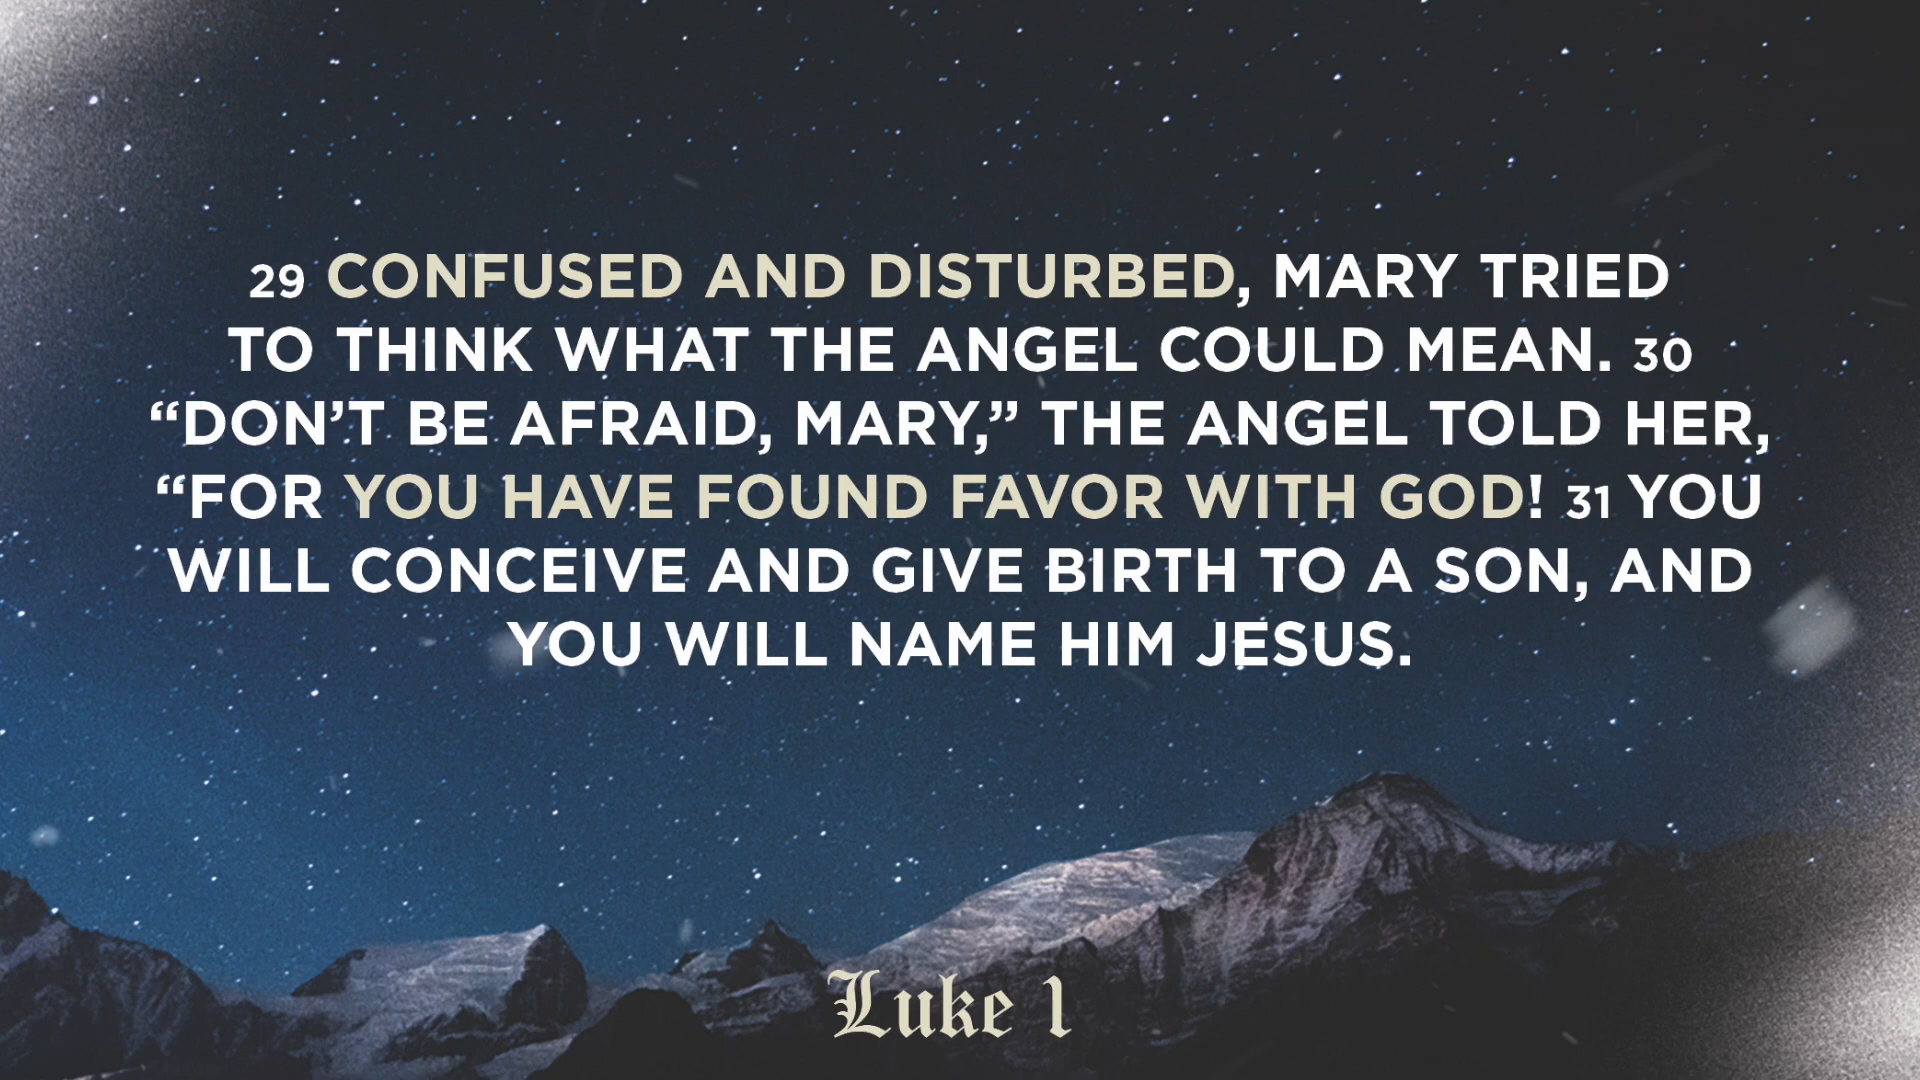 29 CONFUSED AND DISTURBED, MARY TRIED
TO THINK WHAT THE ANGEL COULD MEAN. 30
“DON’T BE AFRAID, MARY,” THE ANGEL TOLD HER,
“FOR YOU HAVE FOUND FAVOR WITH GOD! 31 YOU
WILL CONCEIVE AND GIVE BIRTH TO A SON, AND
YOU WILL NAME HIM JESUS.
Luke 1